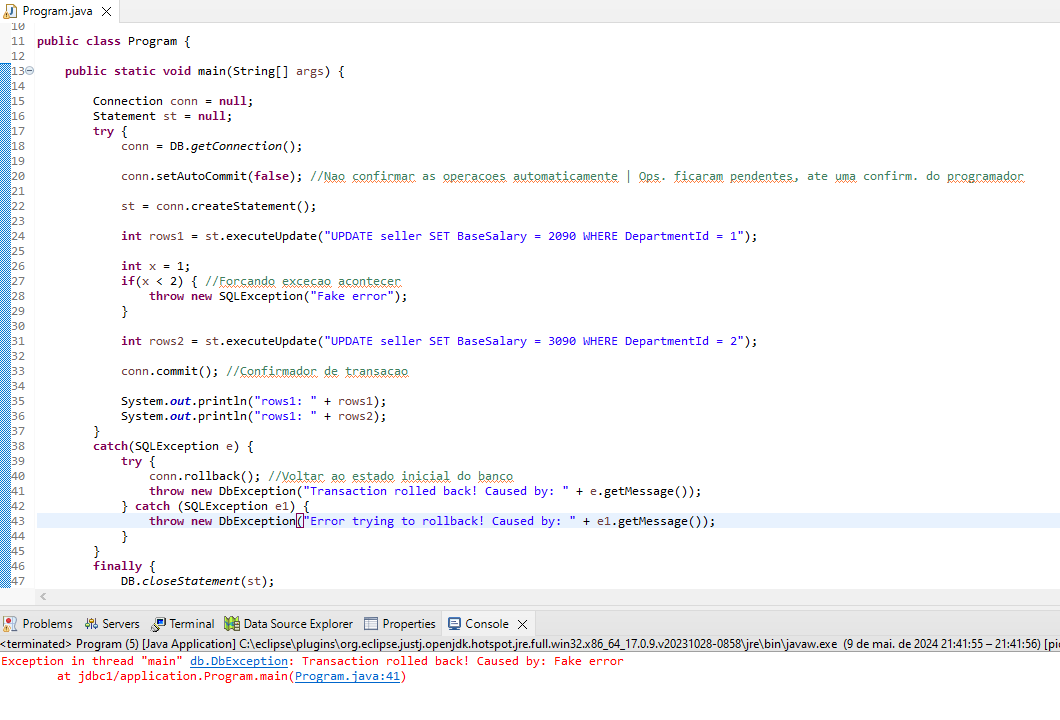 Program.java
10
11 public class Program {
12
13 public static void main(String[] args) {
14
15 Connection conn = null;
16 Statement st = null;
17 try {
18 conn = DB.getConnection();
19
20 conn.setAutoCommit(false); //Nao confirmar as operacoes automaticamente | Ops. ficaram pendentes, ate uma confirm. do programador
21
22 st = conn.createStatement();
23
24 int rows1 = st.executeUpdate("UPDATE seller SET BaseSalary = 2090 WHERE DepartmentId = 1");
25
26 int x = 1;
27 if(x < 2) { //Forcando excecao acontecer
28 throw new SQLException("Fake error");
29 }
30
31 int rows2 = st.executeUpdate("UPDATE seller SET BaseSalary = 3090 WHERE DepartmentId = 2");
32
33 conn.commit(); //Confirmador de transacao
34
35 System.out.println("rows1: " + rows1);
36 System.out.println("rows1: " + rows2);
37 }
38 catch(SQLException e) {
39 try {
40 conn.rollback(); //Voltar ao estado inicial do banco
41 throw new DbException("Transaction rolled back! Caused by: " + e.getMessage());
42 } catch (SQLException e1) {
43 throw new DbException("Error trying to rollback! Caused by: " + e1.getMessage());
44 }
45 }
46 finally {
47 DB.closeStatement(st);
Problems Servers Terminal Data Source Explorer Properties Console
<terminated> Program (5) [Java Application] C:\eclipse\plugins\org.eclipse.justj.openjdk.hotspot.jre.full.win32.x86_64_17.0.9.v20231028-0858\jre\bin\javaw.exe (9 de mai. de 2024 21:41:55 – 21:41:56) [pi
Exception in thread "main" db.DbException: Transaction rolled back! Caused by: Fake error
at jdbc1/application.Program.main(Program.java:41)